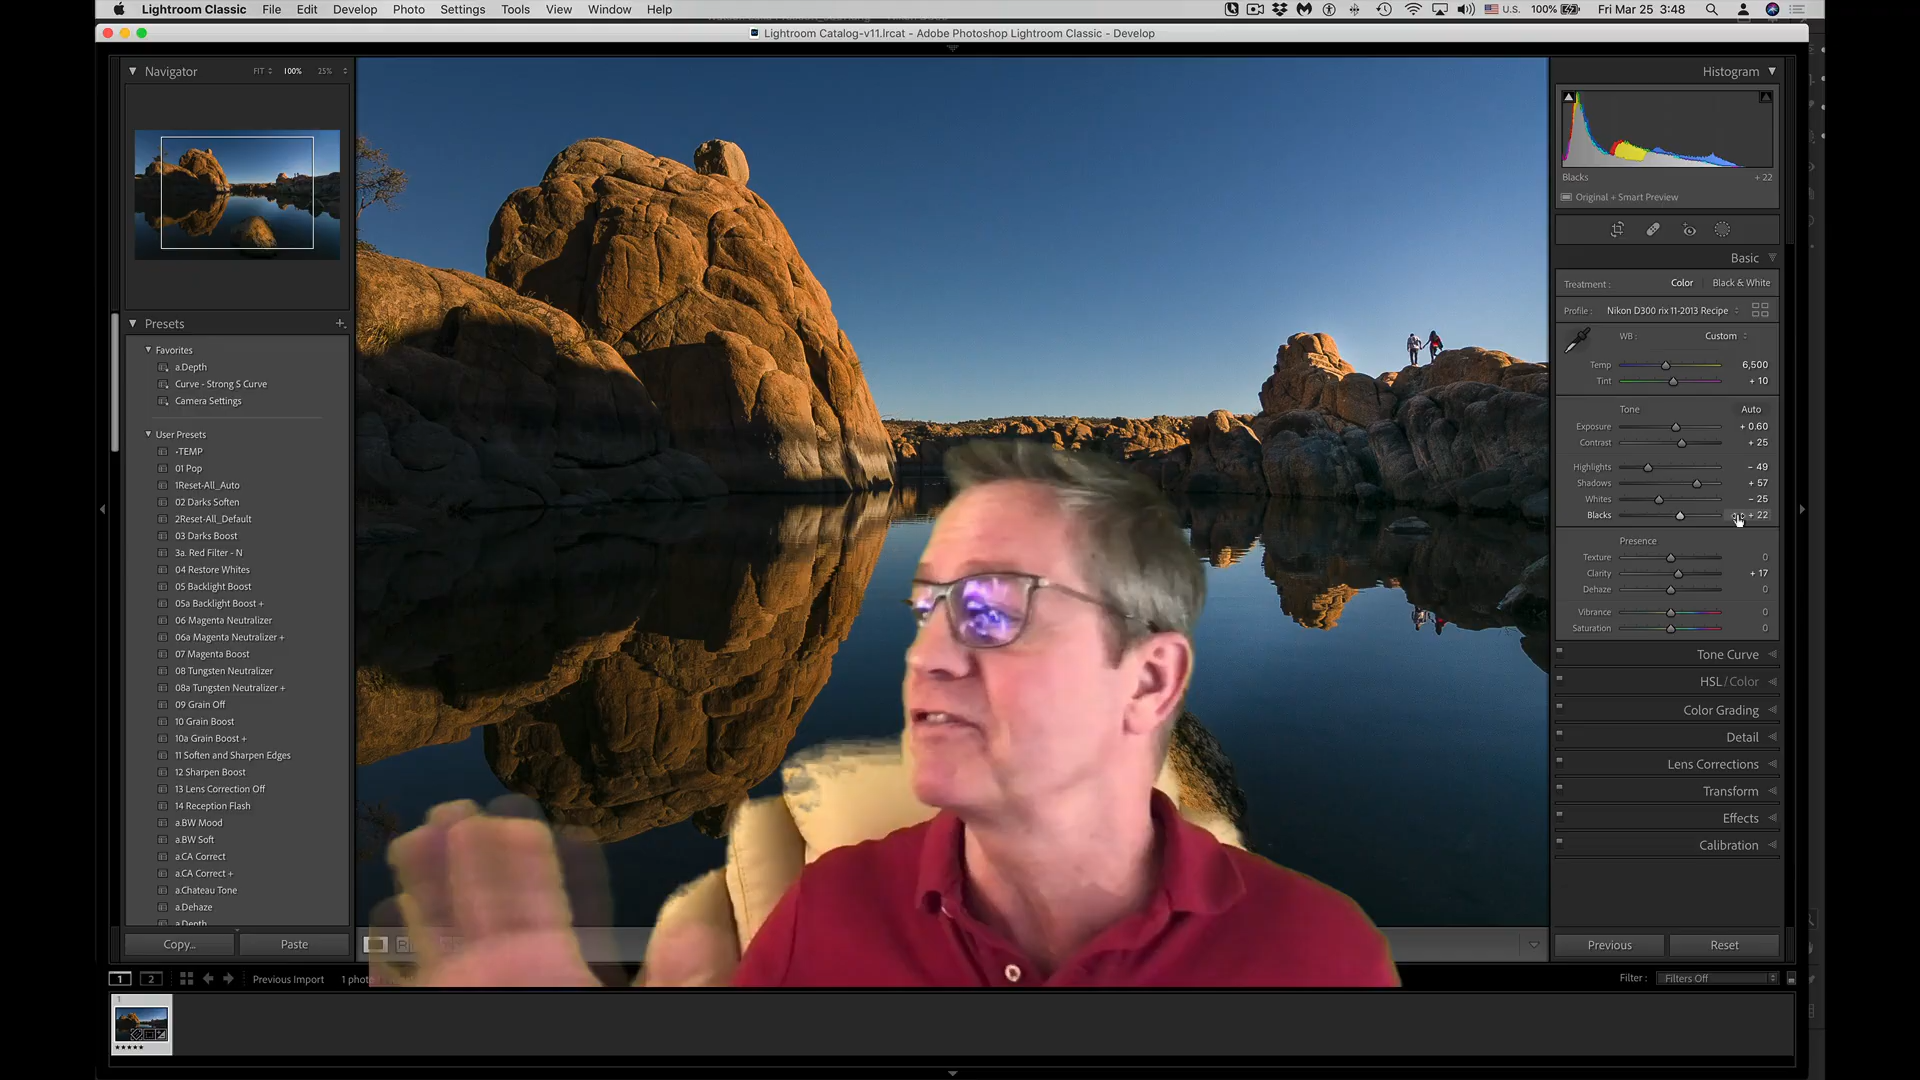 Lightroom Classic File Edit Develop Photo Settings Tools View Window Help U.S. 100% Fri Mar 25 3:48
Lightroom Catalog-v11.lrcat - Adobe Photoshop Lightroom Classic - Develop
Navigator FIT 100% 25%
Histogram
Blacks + 22
Original + Smart Preview
Basic
Treatment : Color Black & White
Profile : Nikon D300 rix 11-2013 Recipe
WB : Custom
Temp 6,500
Tint + 10
Tone Auto
Exposure + 0.60
Contrast + 25
Highlights − 49
Shadows + 57
Whites − 25
Blacks + 22
Presence
Texture 0
Clarity + 17
Dehaze 0
Vibrance 0
Saturation 0
Tone Curve
HSL / Color
Color Grading
Detail
Lens Corrections
Transform
Effects
Calibration
Previous Reset
Presets +
Favorites
a.Depth
Curve - Strong S Curve
Camera Settings
User Presets
-TEMP
01 Pop
1Reset-All_Auto
02 Darks Soften
2Reset-All_Default
03 Darks Boost
3a. Red Filter - N
04 Restore Whites
05 Backlight Boost
05a Backlight Boost +
06 Magenta Neutralizer
06a Magenta Neutralizer +
07 Magenta Boost
08 Tungsten Neutralizer
08a Tungsten Neutralizer +
09 Grain Off
10 Grain Boost
10a Grain Boost +
11 Soften and Sharpen Edges
12 Sharpen Boost
13 Lens Correction Off
14 Reception Flash
a.BW Mood
a.BW Soft
a.CA Correct
a.CA Correct +
a.Chateau Tone
a.Dehaze
a.Depth
Copy... Paste
1 2 Previous Import 1 photo
Filter : Filters Off
1